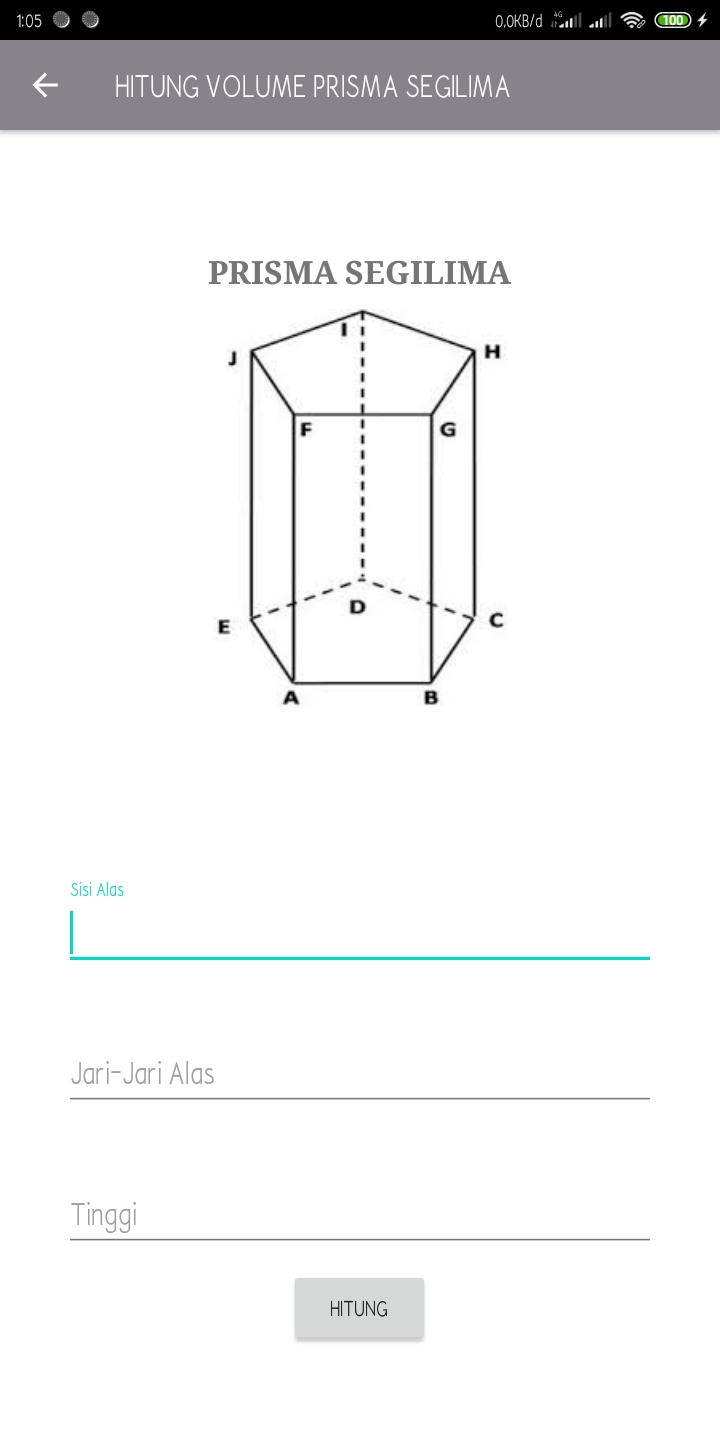 1:05 0.0KB/d 4G 100
HITUNG VOLUME PRISMA SEGILIMA
PRISMA SEGILIMA
I
J H
F G
D
E C
A B
Sisi Alas
Jari-Jari Alas
Tinggi
HITUNG